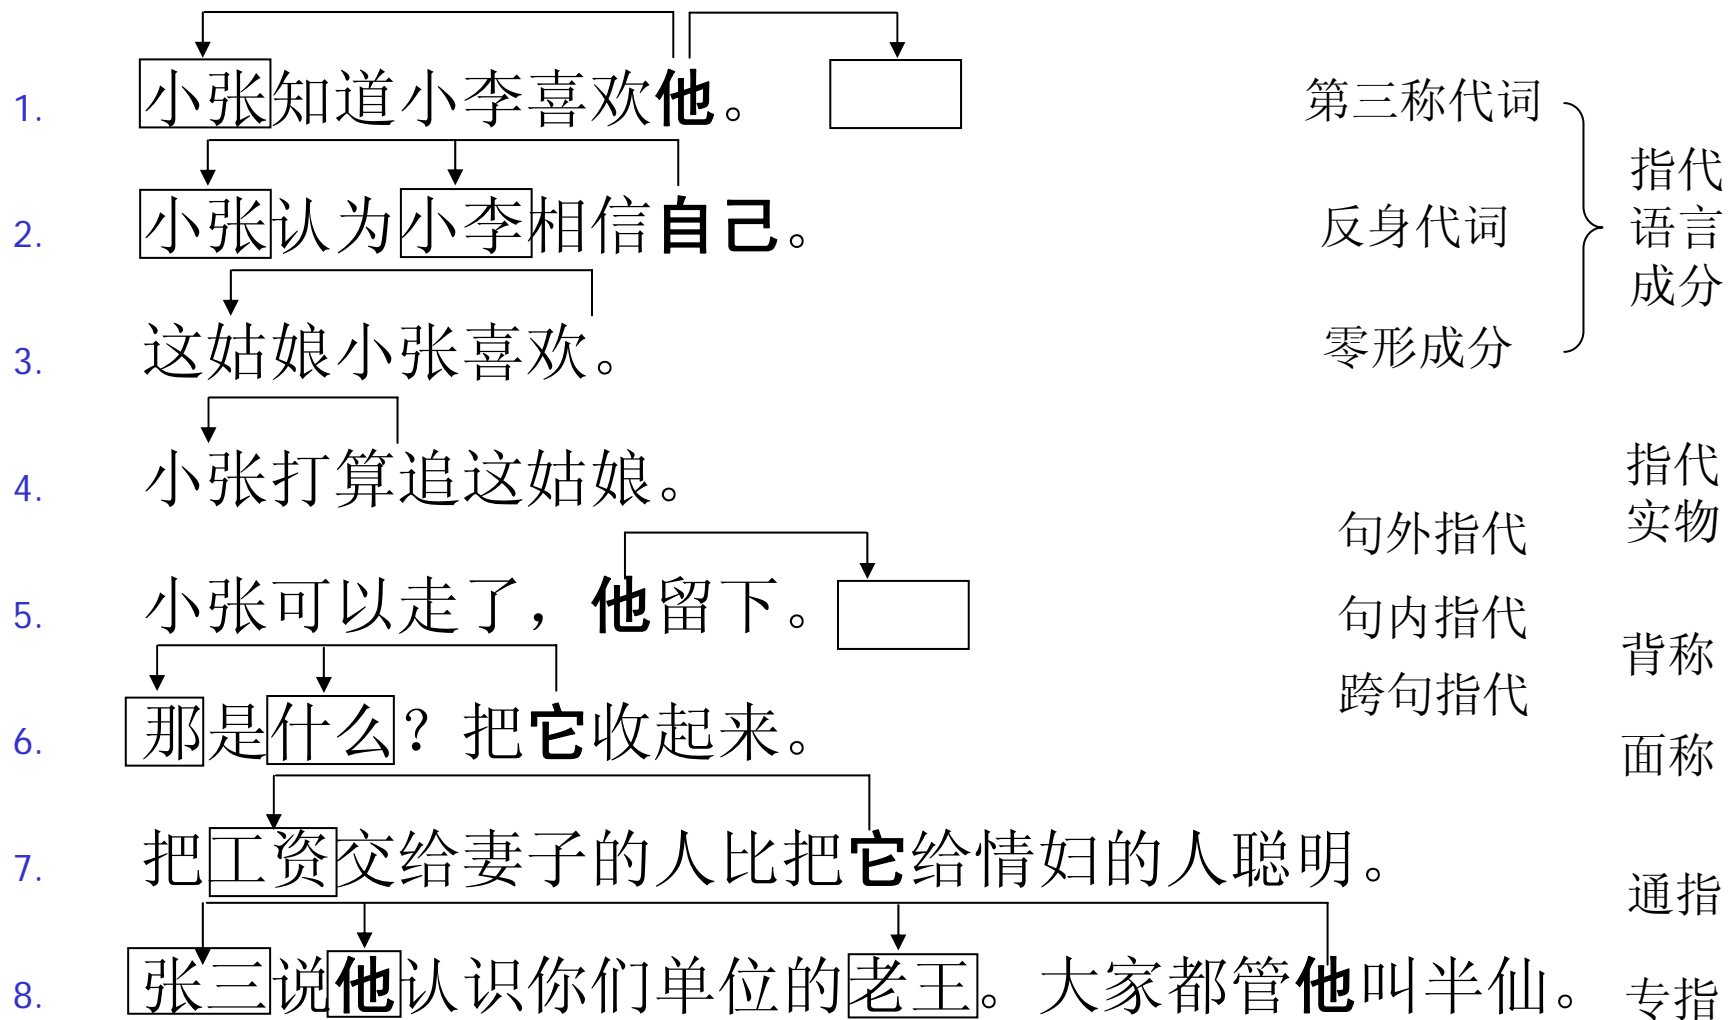 1. 小张知道小李喜欢他。
第三称代词
指代
语言
成分
2. 小张认为小李相信自己。
反身代词
3. 这姑娘小张喜欢。
零形成分
4. 小张打算追这姑娘。
指代
实物
句外指代
5. 小张可以走了，他留下。
句内指代
背称
跨句指代
6. 那是什么？把它收起来。
面称
7. 把工资交给妻子的人比把它给情妇的人聪明。
通指
8. 张三说他认识你们单位的老王。大家都管他叫半仙。
专指